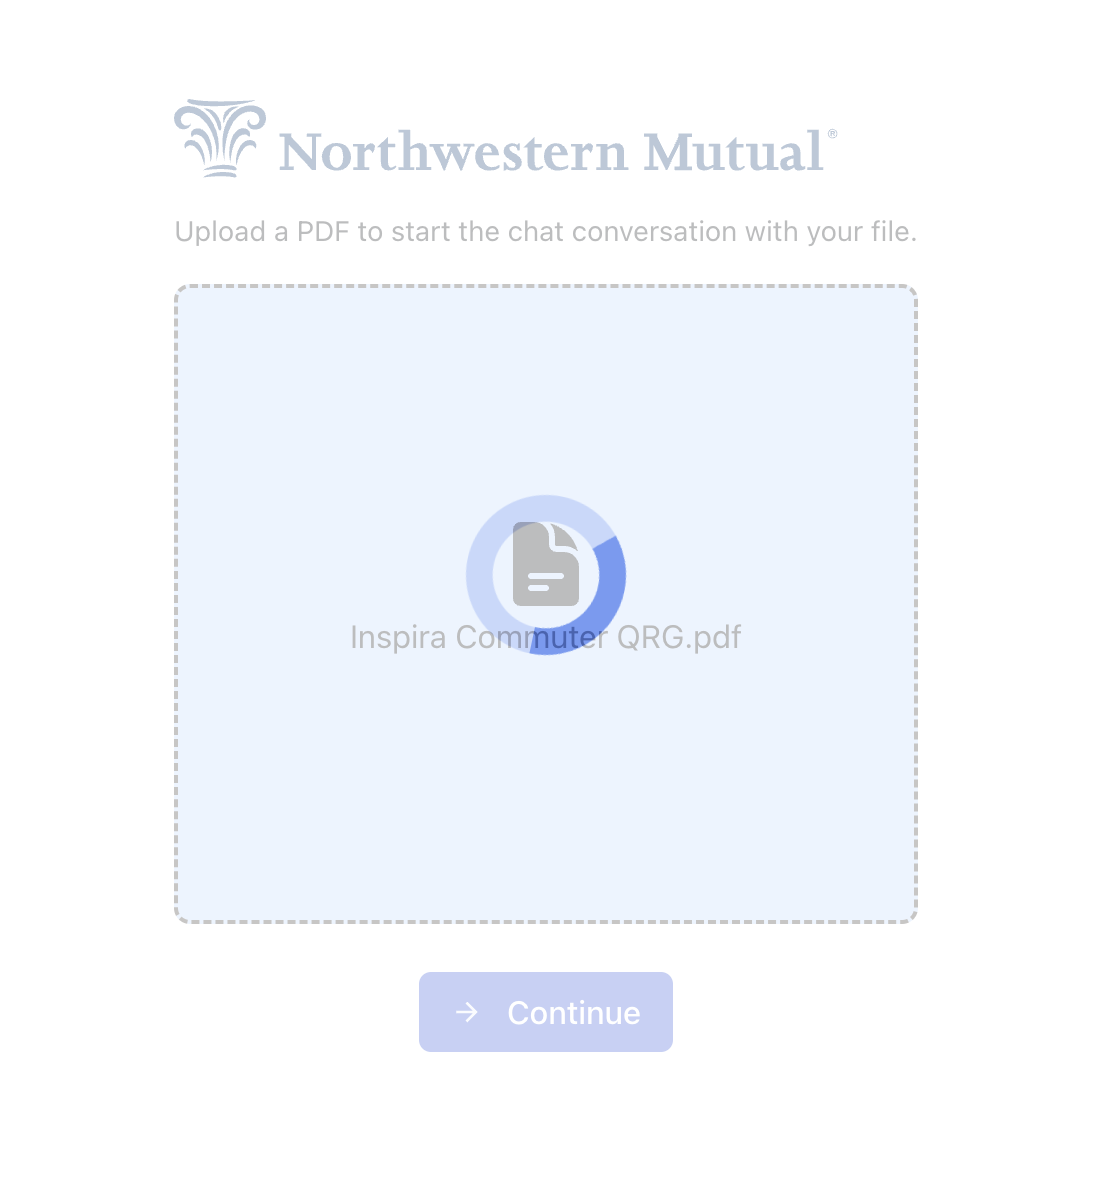 Northwestern Mutual®
Upload a PDF to start the chat conversation with your file.
Inspira Commuter QRG.pdf
Continue